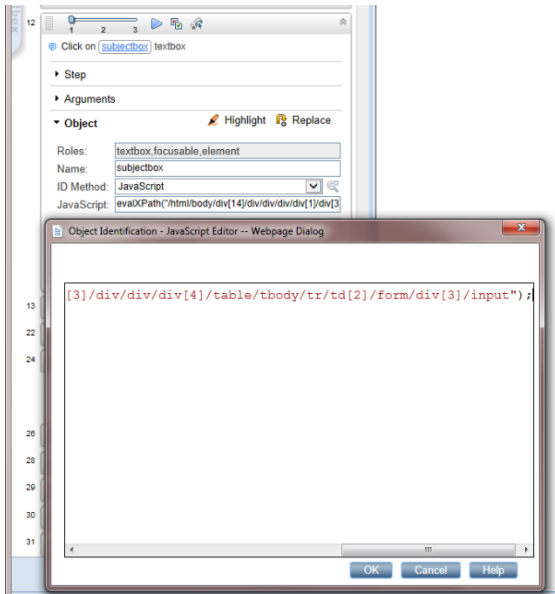 box
12
1 2 3
Click on subjectbox textbox
Step
Arguments
Object Highlight Replace
Roles: textbox,focusable,element
Name: subjectbox
ID Method: JavaScript
JavaScript: evalXPath("/html/body/div[14]/div/div/div/div[1]/div[3]
Object Identification - JavaScript Editor -- Webpage Dialog
[3]/div/div/div[4]/table/tbody/tr/td[2]/form/div[3]/input");
13
22
24
26
28
29
30
31
OK Cancel Help